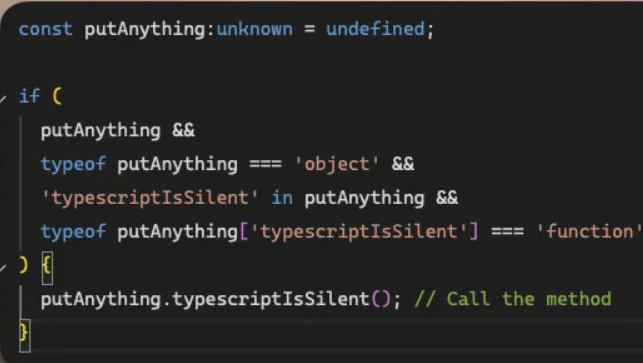 const putAnything:unknown = undefined;
if (
putAnything &&
typeof putAnything === 'object' &&
'typescriptIsSilent' in putAnything &&
typeof putAnything['typescriptIsSilent'] === 'function'
) {
putAnything.typescriptIsSilent(); // Call the method
}